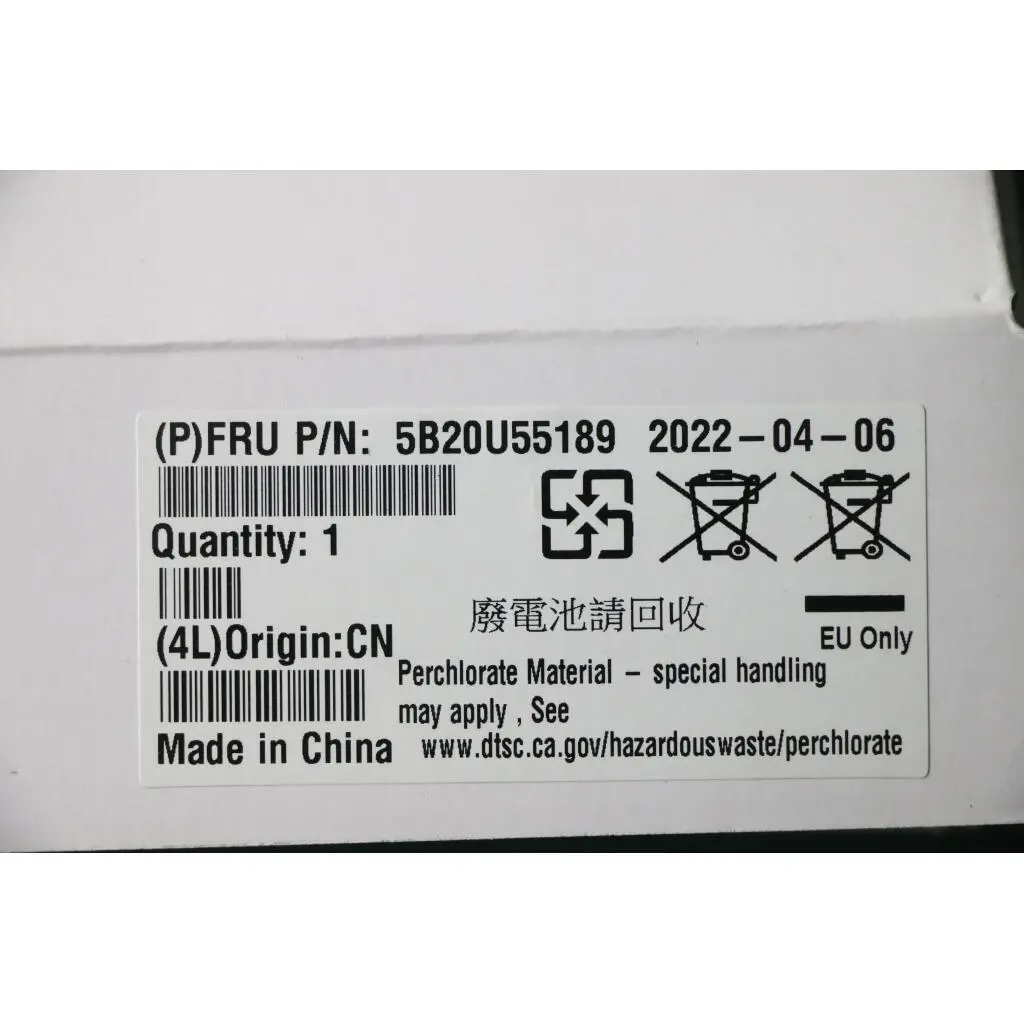 (P)FRU P/N: 5B20U55189 2022-04-06
Quantity: 1
廢電池請回收
EU Only
(4L)Origin:CN
Perchlorate Material - special handling
may apply , See
www.dtsc.ca.gov/hazardouswaste/perchlorate
Made in China